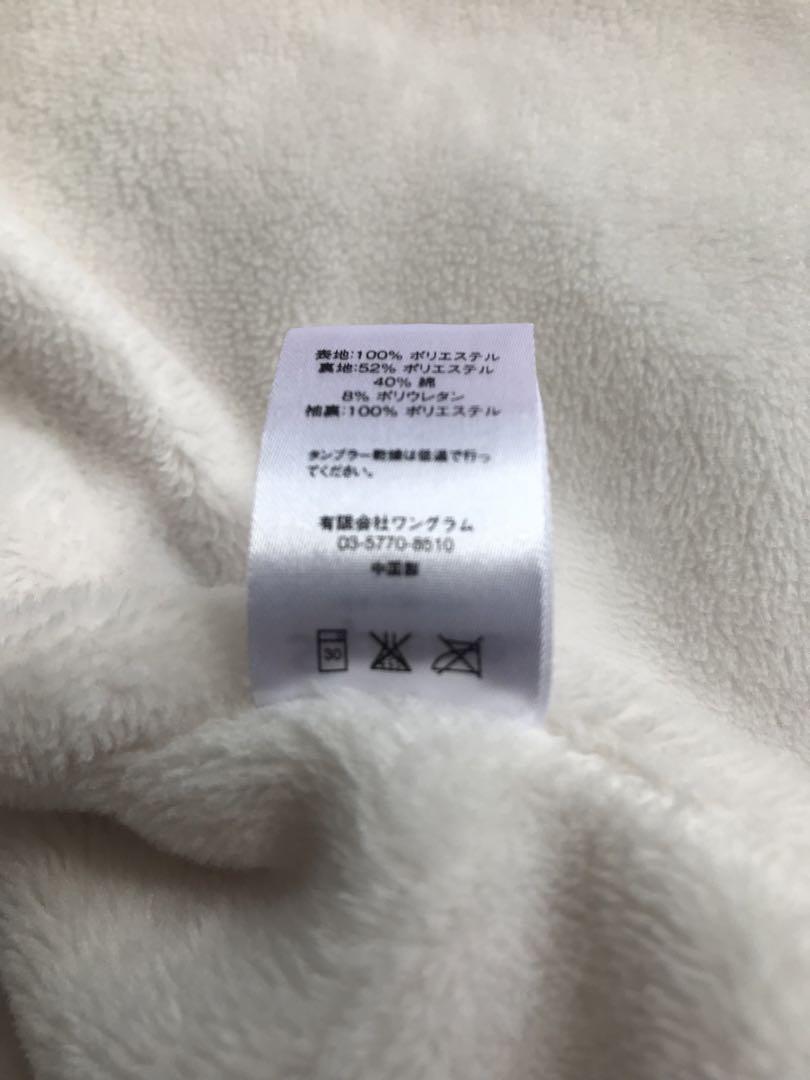 表地:100% ポリエステル
裏地:52% ポリエステル
40% 綿
8% ポリウレタン
袖裏:100% ポリエステル
タンブラー乾燥は低温で行っ
てください。
有限会社ワングラム
03-5770-8510
中国製
30